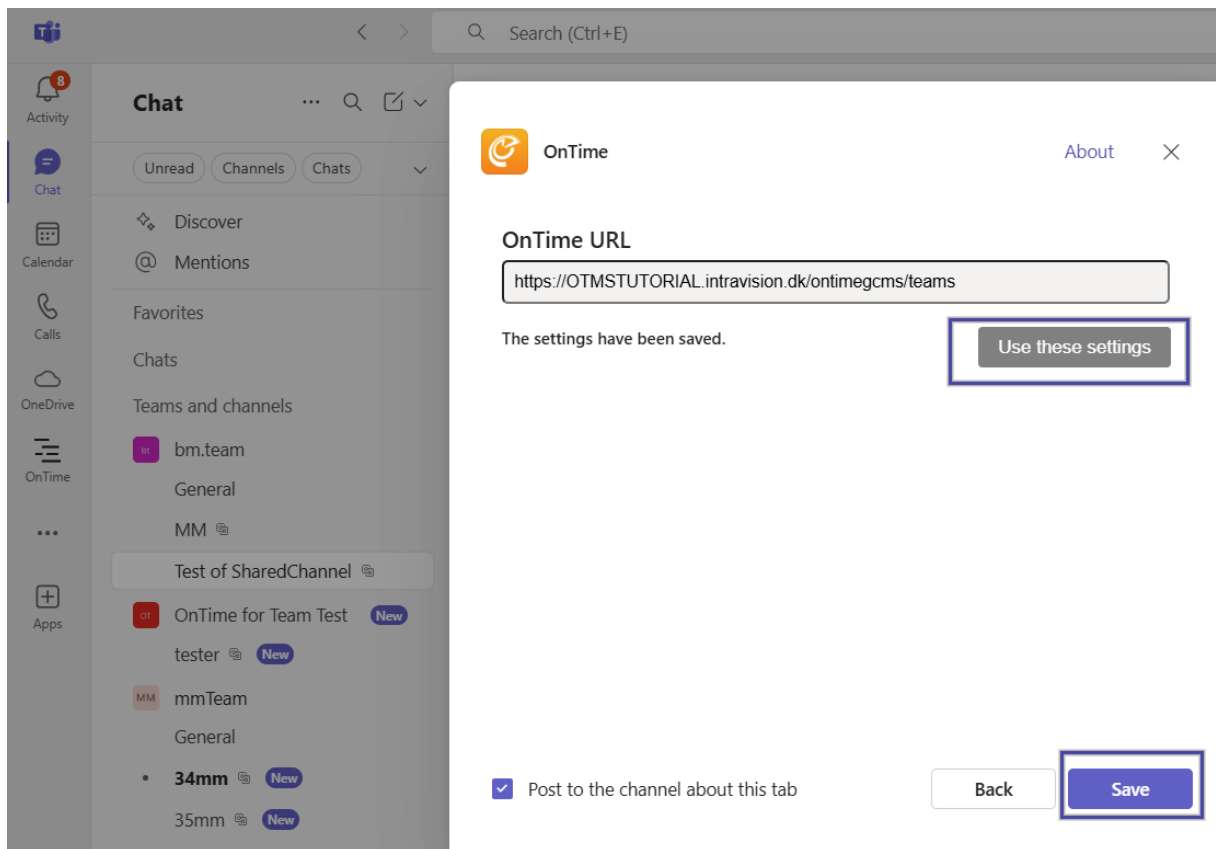 Search (Ctrl+E)
8
Activity
Chat
Calendar
Calls
OneDrive
OnTime
Apps
Chat
Unread
Channels
Chats
Discover
Mentions
Favorites
Chats
Teams and channels
bt bm.team
General
MM
Test of SharedChannel
OT OnTime for Team Test New
tester New
MM mmTeam
General
34mm New
35mm New
OnTime
About
OnTime URL
https://OTMSTUTORIAL.intravision.dk/ontimegcms/teams
The settings have been saved.
Use these settings
Post to the channel about this tab
Back
Save